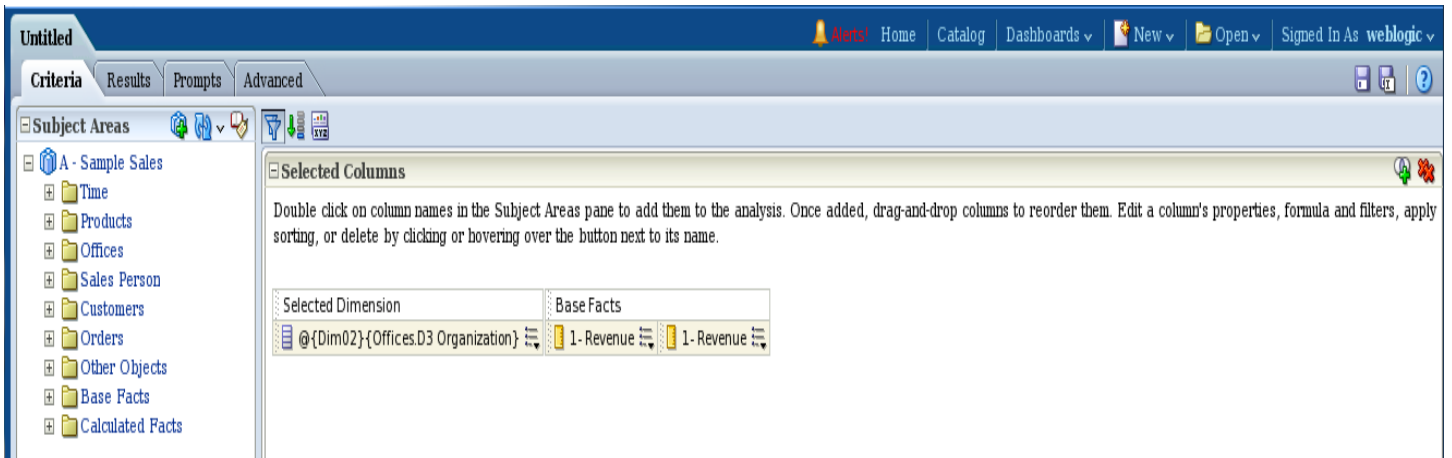 Untitled
Alerts! Home Catalog Dashboards New Open Signed In As weblogic
Criteria Results Prompts Advanced
Subject Areas
A - Sample Sales
Time
Products
Offices
Sales Person
Customers
Orders
Other Objects
Base Facts
Calculated Facts
XYZ
Selected Columns
Double click on column names in the Subject Areas pane to add them to the analysis. Once added, drag-and-drop columns to reorder them. Edit a column's properties, formula and filters, apply
sorting, or delete by clicking or hovering over the button next to its name.
Selected Dimension Base Facts
@{Dim02}{Offices.D3 Organization} 1- Revenue 1- Revenue